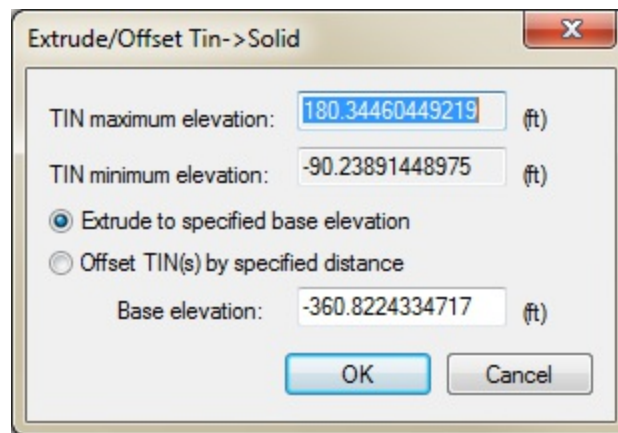 Extrude/Offset Tin->Solid
TIN maximum elevation: 180.34460449219 (ft)
TIN minimum elevation: -90.23891448975 (ft)
Extrude to specified base elevation
Offset TIN(s) by specified distance
Base elevation: -360.8224334717 (ft)
OK Cancel